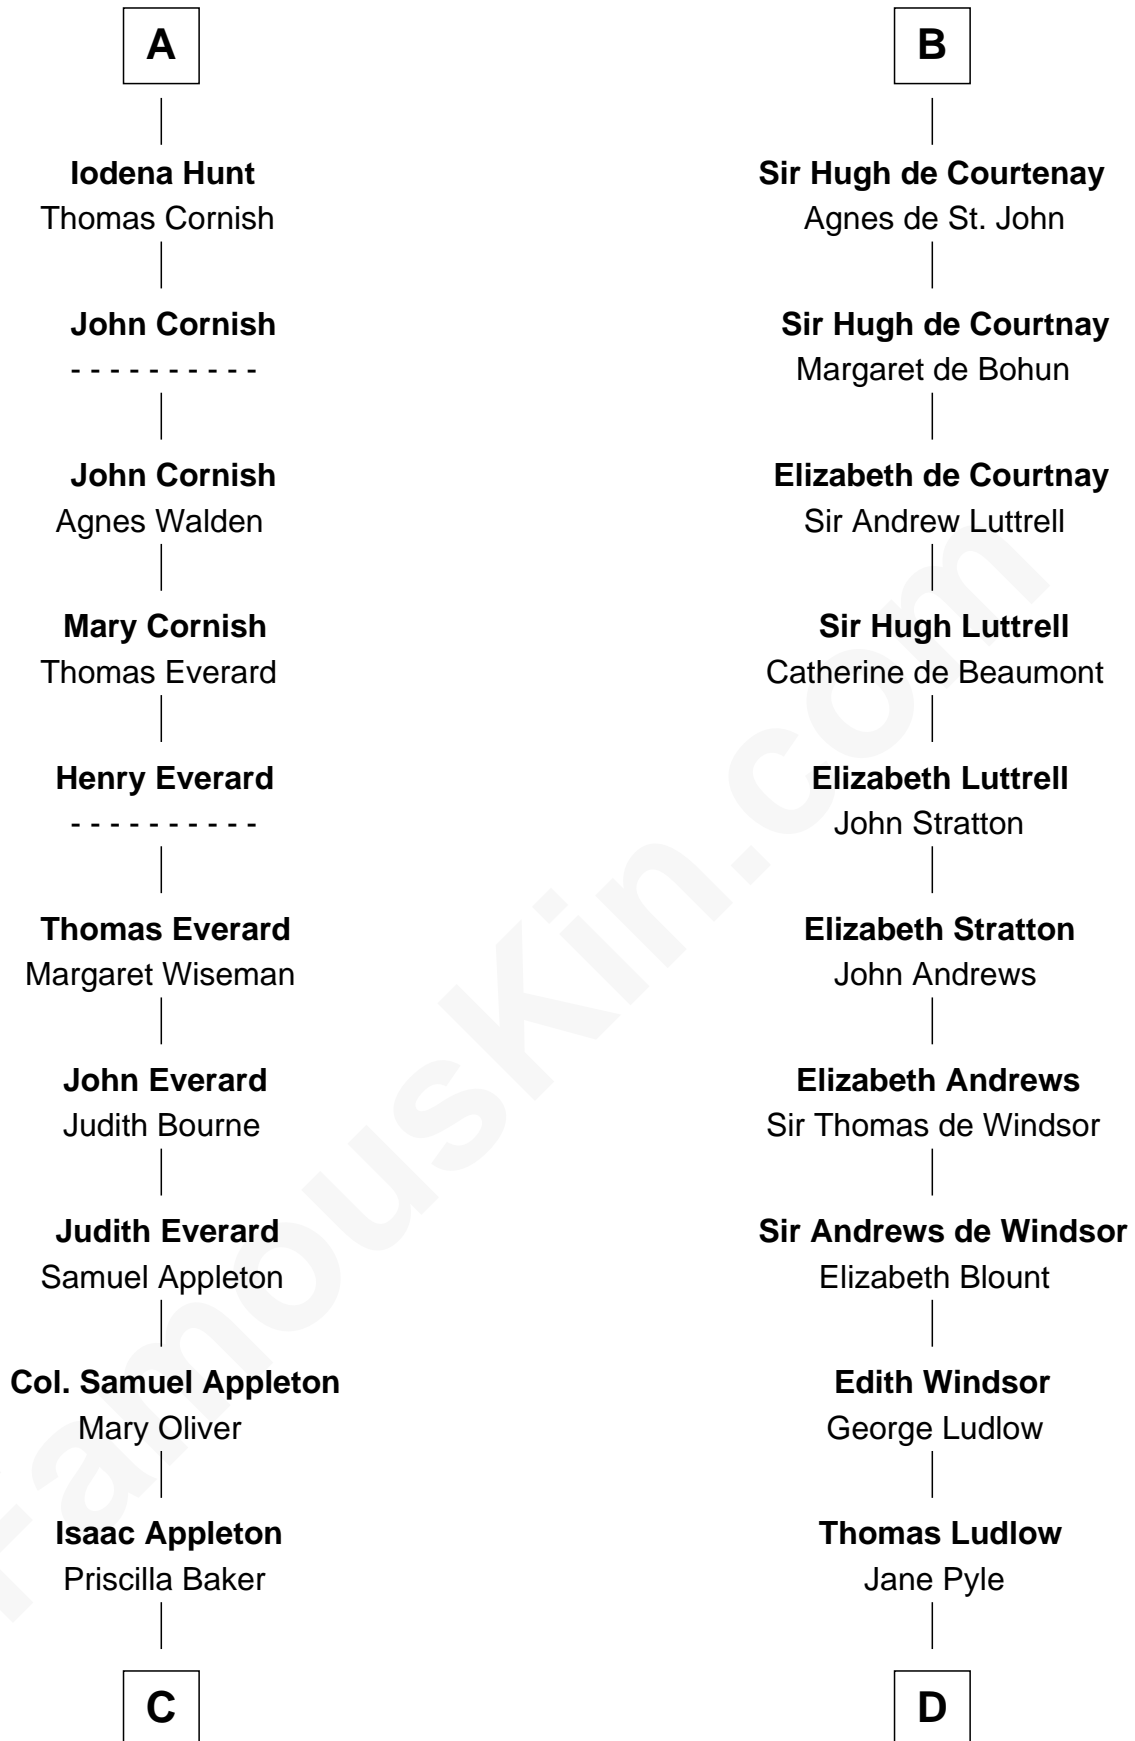 A
Iodena Hunt
Thomas Cornish
John Cornish
- - - - - - - - - -
John Cornish
Agnes Walden
Mary Cornish
Thomas Everard
Henry Everard
- - - - - - - - - -
Thomas Everard
Margaret Wiseman
John Everard
Judith Bourne
Judith Everard
Samuel Appleton
Col. Samuel Appleton
Mary Oliver
Isaac Appleton
Priscilla Baker
C
B
Sir Hugh de Courtenay
Agnes de St. John
Sir Hugh de Courtnay
Margaret de Bohun
Elizabeth de Courtnay
Sir Andrew Luttrell
Sir Hugh Luttrell
Catherine de Beaumont
Elizabeth Luttrell
John Stratton
Elizabeth Stratton
John Andrews
Elizabeth Andrews
Sir Thomas de Windsor
Sir Andrews de Windsor
Elizabeth Blount
Edith Windsor
George Ludlow
Thomas Ludlow
Jane Pyle
D
FamousKin.com